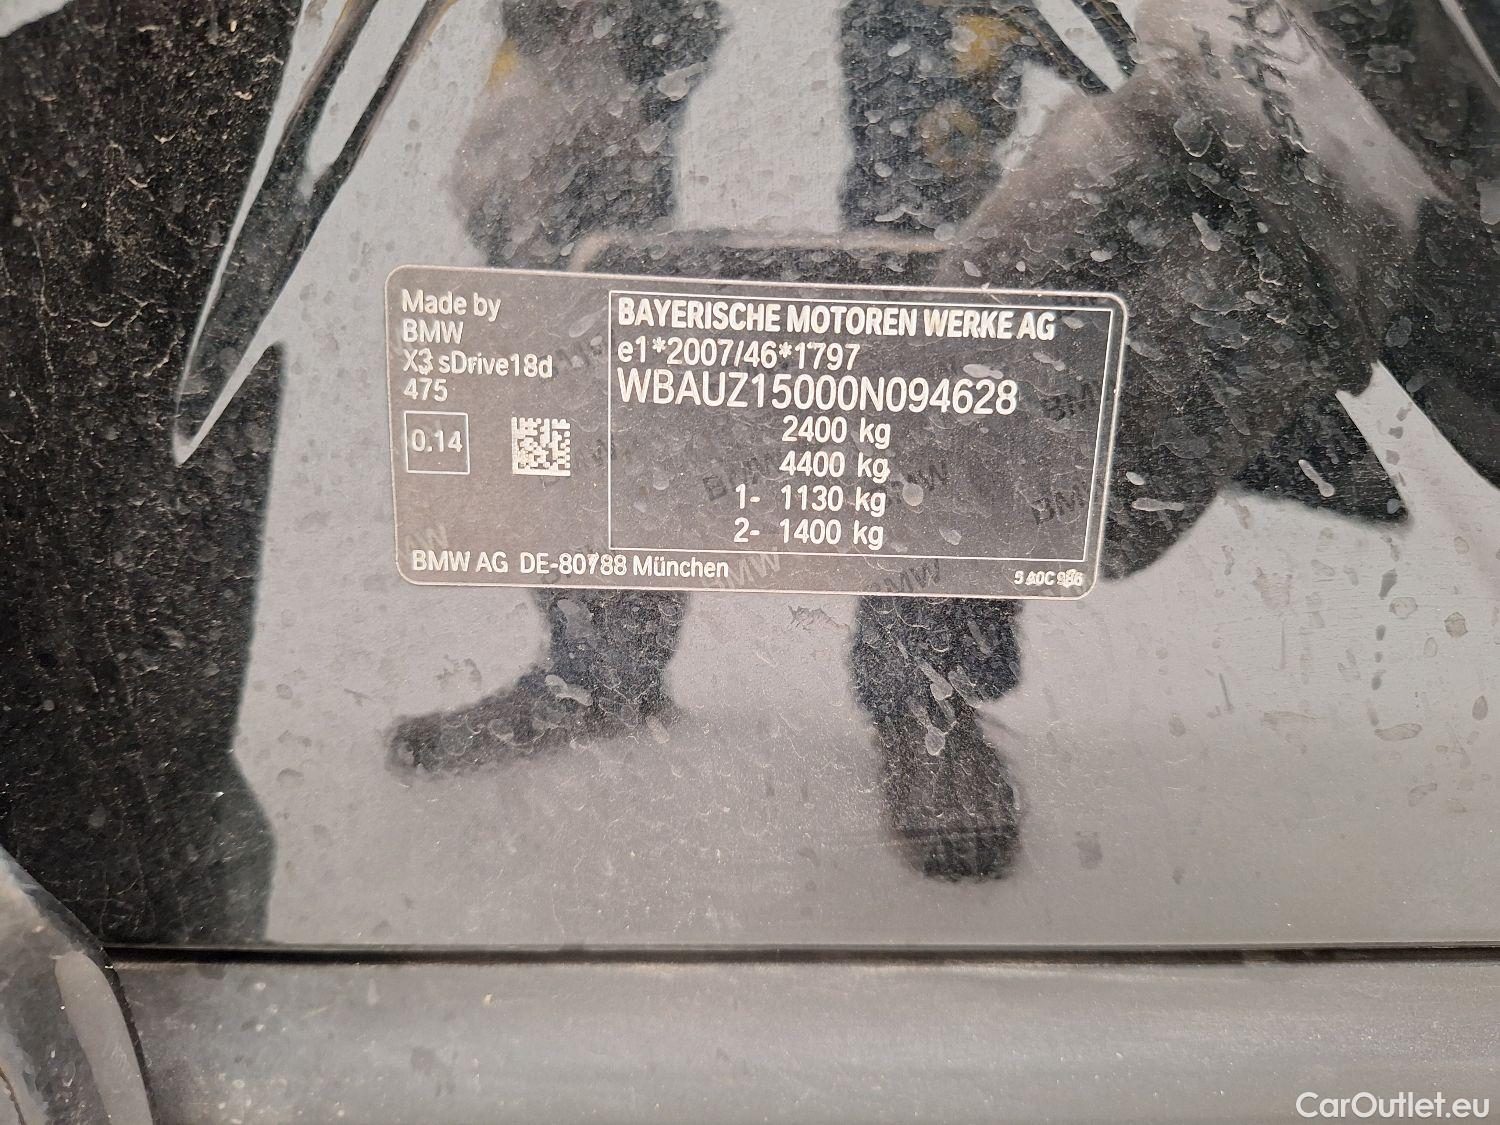 Made by
BMW
X3 sDrive18d
475
0.14
BAYERISCHE MOTOREN WERKE AG
e1*2007/46*1797
WBAUZ15000N094628
2400 kg
4400 kg
1- 1130 kg
2- 1400 kg
BMW AG DE-80788 München
CarOutlet.eu